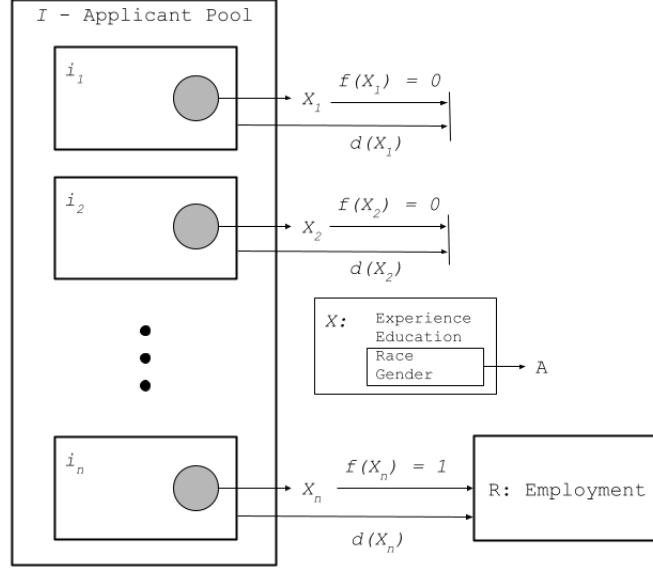 I - Applicant Pool
i₁
X₁
f(X₁) = 0
d(X₁)
i₂
X₂
f(X₂) = 0
d(X₂)
X: Experience
Education
Race
Gender
A
iₙ
Xₙ
f(Xₙ) = 1
d(Xₙ)
R: Employment